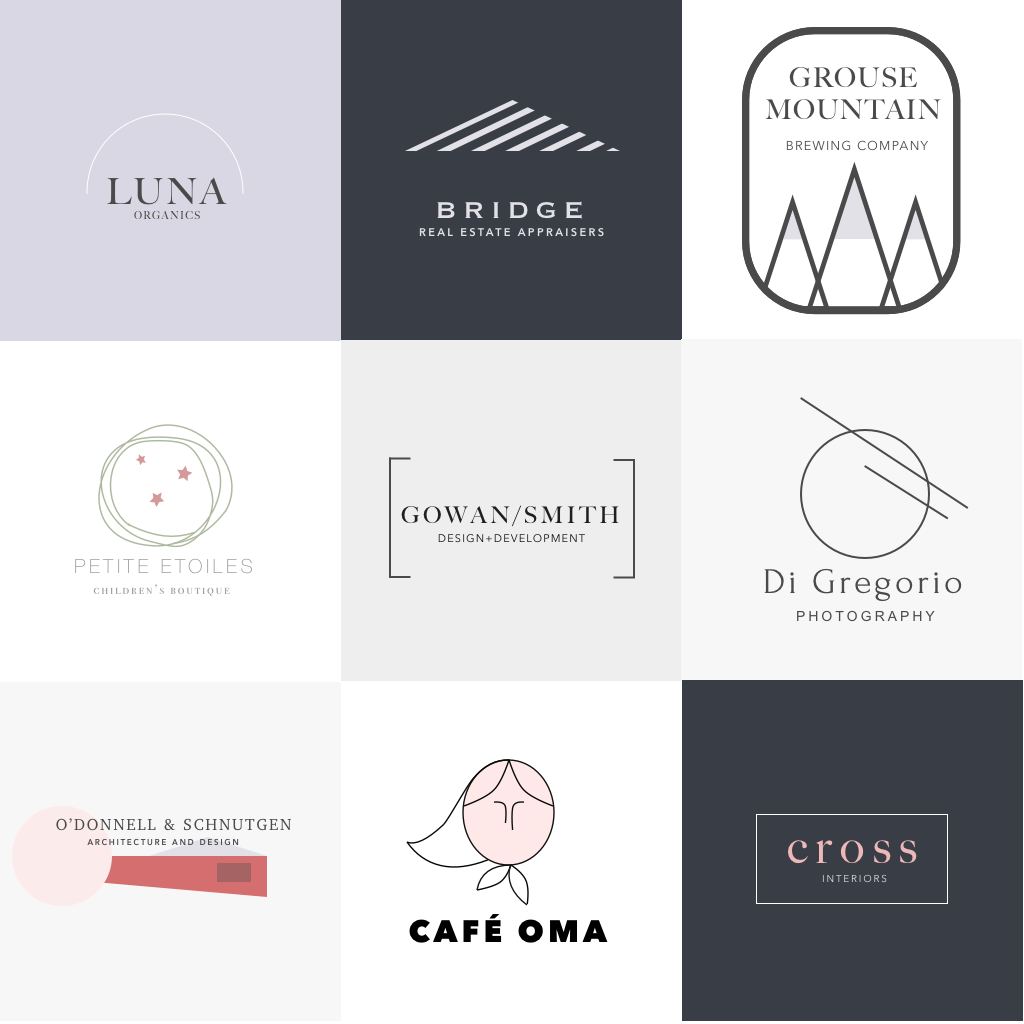 LUNA
ORGANICS
BRIDGE
REAL ESTATE APPRAISERS
GROUSE
MOUNTAIN
BREWING COMPANY
PETITE ETOILES
CHILDREN'S BOUTIQUE
GOWAN/SMITH
DESIGN+DEVELOPMENT
Di Gregorio
PHOTOGRAPHY
O'DONNELL & SCHNUTGEN
ARCHITECTURE AND DESIGN
CAFÉ OMA
cross
INTERIORS